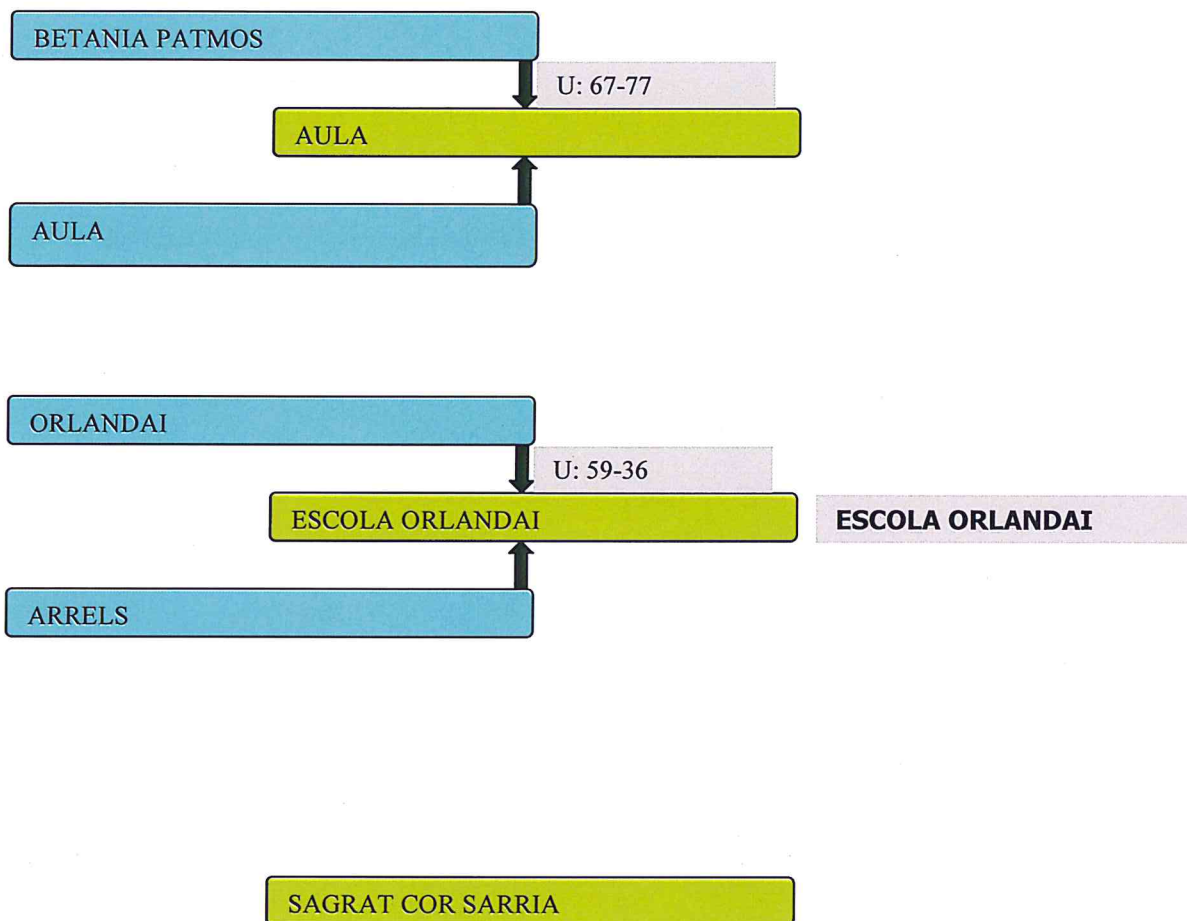 BETANIA PATMOS
U: 67-77
AULA
AULA
ORLANDAI
U: 59-36
ESCOLA ORLANDAI
ESCOLA ORLANDAI
ARRELS
SAGRAT COR SARRIA